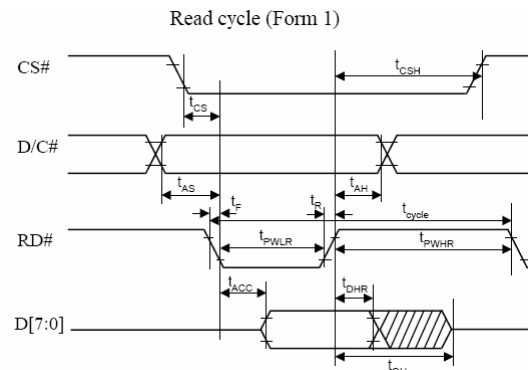 Read cycle (Form 1)
CS#
tCSH
tCS
D/C#
tAS
tF
tR
tAH
tcycle
RD#
tPWLR
tPWHR
tACC
tDHR
D[7:0]